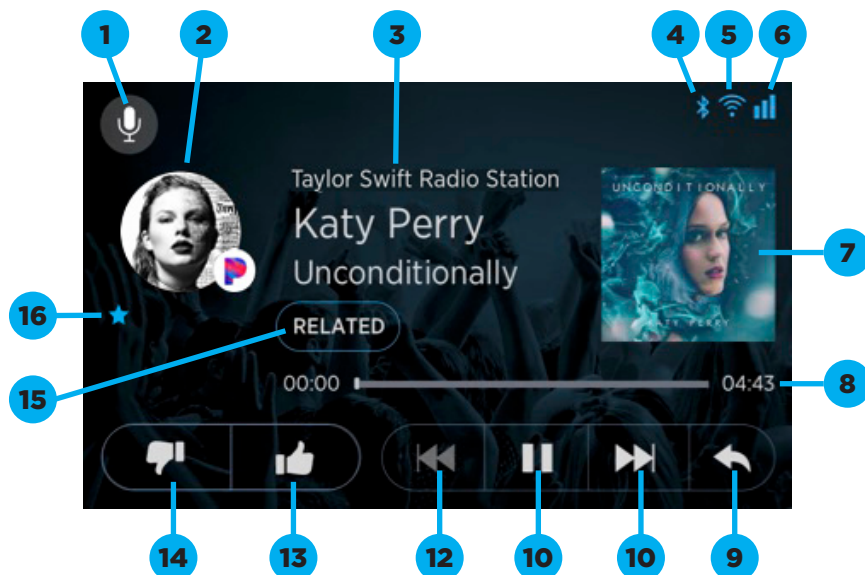 1 2 3 4 5 6
Taylor Swift Radio Station
Katy Perry
Unconditionally
UNCONDITIONALLY
KATY PERRY
7
16
RELATED
15
00:00 04:43
8
14 13 12 10 10 9